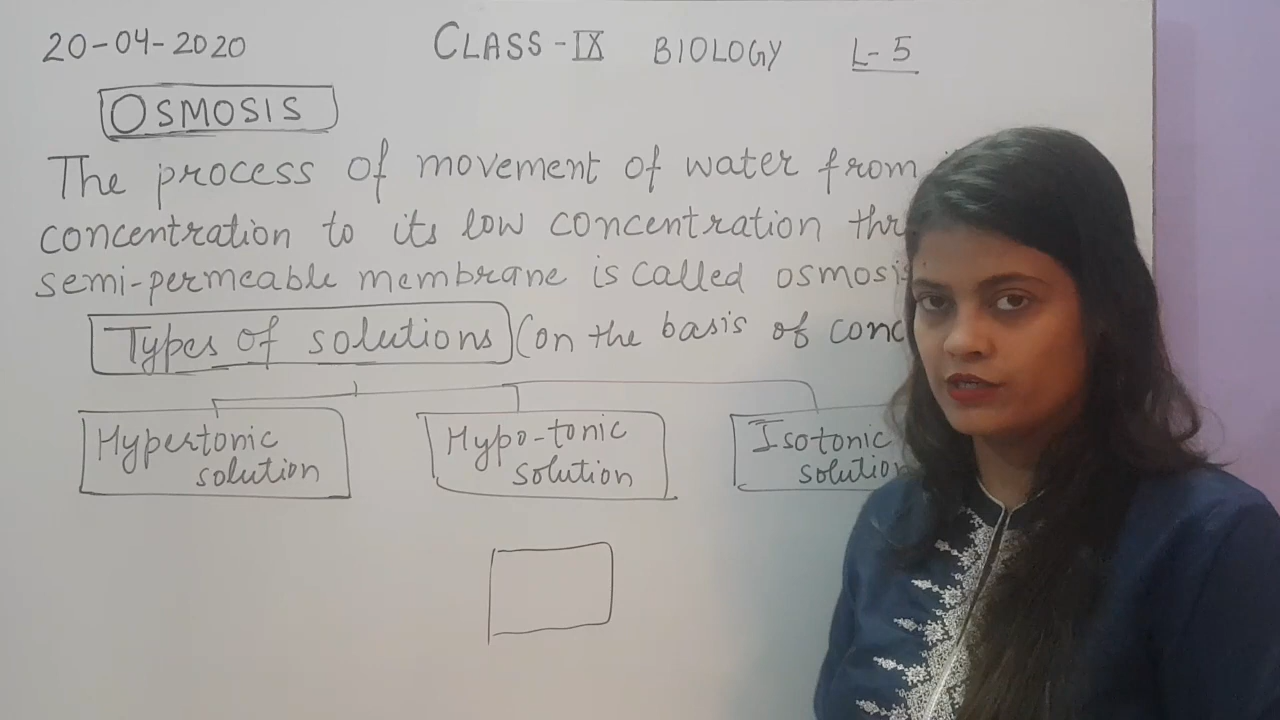 20-04-2020 CLASS-IX BIOLOGY L-5
OSMOSIS
The process of movement of water from
concentration to its low concentration thr
semi-permeable membrane is called osmosis
Types of solutions (on the basis of conc
Hypertonic
solution
Hypo-tonic
solution
Isotonic
solution